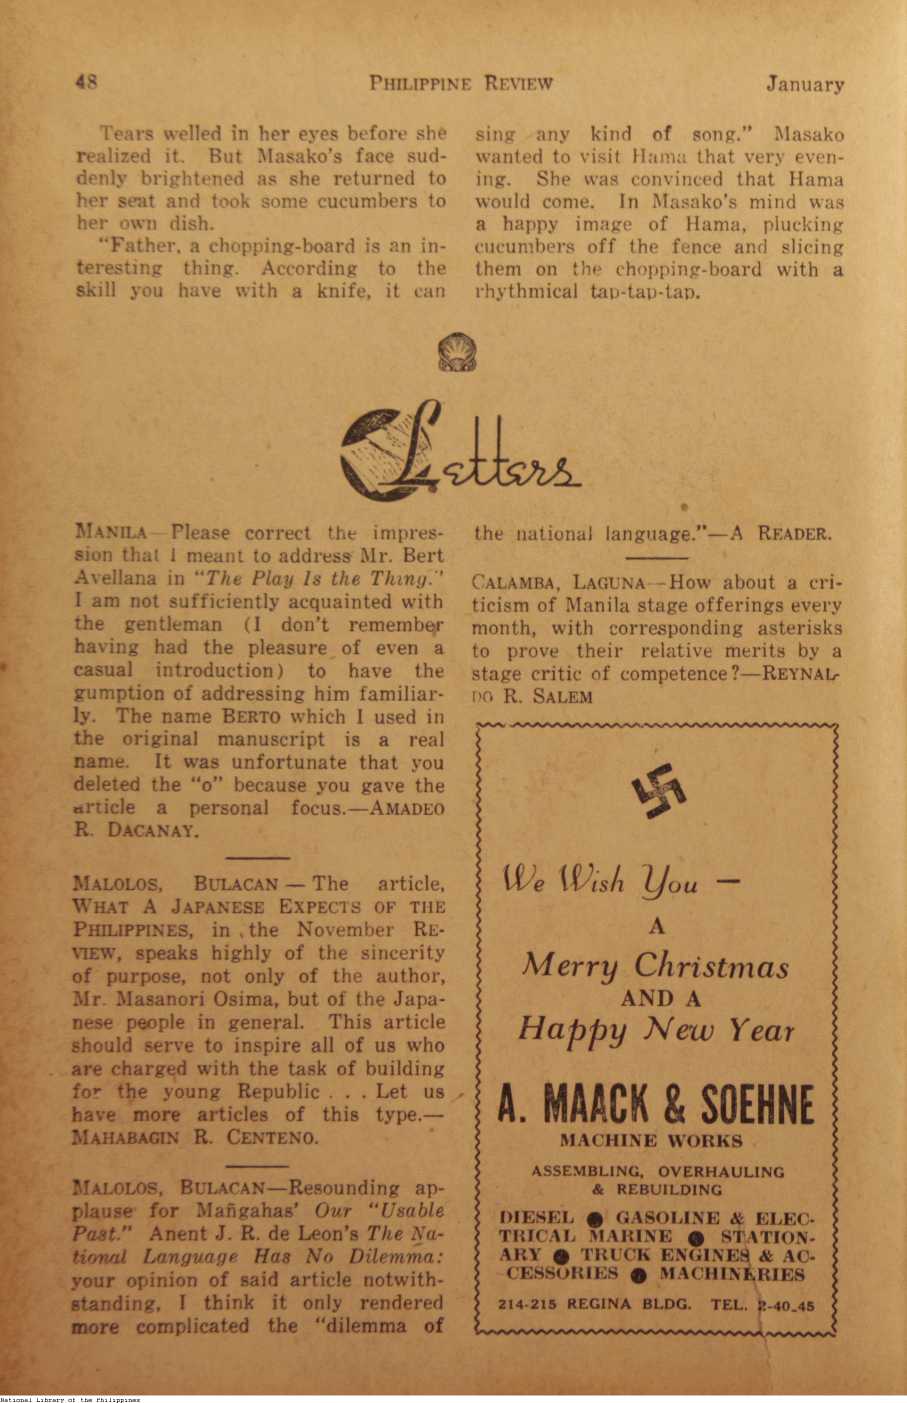 48
PHILIPPINE REVIEW
January
Tears welled in her eyes before she
realized it. But Masako's face sud-
denly brightened as she returned to
her seat and took some cucumbers to
her own dish.
"Father, a chopping-board is an in-
teresting thing. According to the
skill you have with a knife, it can
sing any kind of song." Masako
wanted to visit Hama that very even-
ing. She was convinced that Hama
would come. In Masako's mind was
a happy image of Hama, plucking
cucumbers off the fence and slicing
them on the chopping-board with a
rhythmical tap-tap-tap.
Letters
MANILA—Please correct the impres-
sion that I meant to address Mr. Bert
Avellana in "The Play Is the Thing."
I am not sufficiently acquainted with
the gentleman (I don't remember
having had the pleasure of even a
casual introduction) to have the
gumption of addressing him familiar-
ly. The name BERTO which I used in
the original manuscript is a real
name. It was unfortunate that you
deleted the "o" because you gave the
article a personal focus.—AMADEO
R. DACANAY.
MALOLOS, BULACAN — The article,
WHAT A JAPANESE EXPECTS OF THE
PHILIPPINES, in the November RE-
VIEW, speaks highly of the sincerity
of purpose, not only of the author,
Mr. Masanori Osima, but of the Japa-
nese people in general. This article
should serve to inspire all of us who
are charged with the task of building
for the young Republic . . . Let us
have more articles of this type.—
MAHABAGIN R. CENTENO.
MALOLOS, BULACAN—Resounding ap-
plause for Mañgahas' Our "Usable
Past." Anent J. R. de Leon's The Na-
tional Language Has No Dilemma:
your opinion of said article notwith-
standing, I think it only rendered
more complicated the "dilemma of
the national language."—A READER.
CALAMBA, LAGUNA—How about a cri-
ticism of Manila stage offerings every
month, with corresponding asterisks
to prove their relative merits by a
stage critic of competence?—REYNAL-
DO R. SALEM
We Wish You —
A
Merry Christmas
AND A
Happy New Year
A. MAACK & SOEHNE
MACHINE WORKS
ASSEMBLING, OVERHAULING
& REBUILDING
DIESEL ● GASOLINE & ELEC-
TRICAL MARINE ● STATION-
ARY ● TRUCK ENGINES & AC-
CESSORIES ● MACHINERIES
214-215 REGINA BLDG. TEL. 2-40-45
National Library of the Philippines